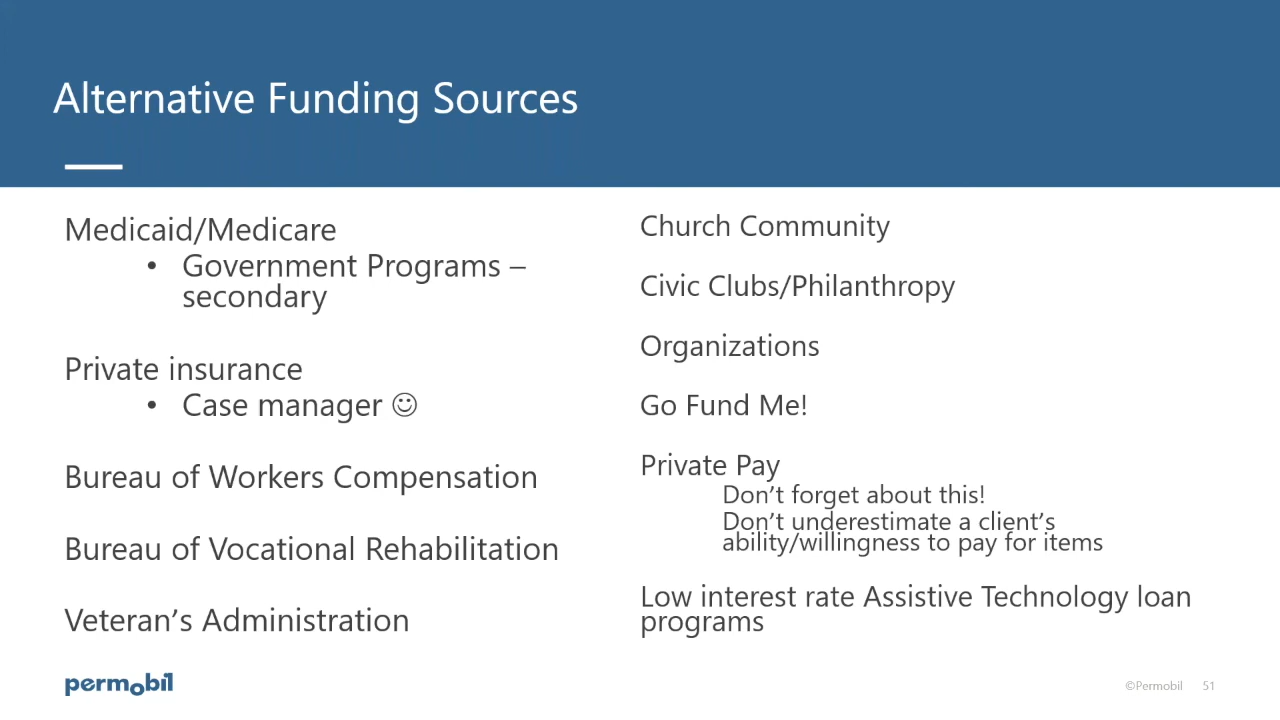 Alternative Funding Sources
Medicaid/Medicare
• Government Programs –
secondary
Private insurance
• Case manager ☺
Bureau of Workers Compensation
Bureau of Vocational Rehabilitation
Veteran’s Administration
Church Community
Civic Clubs/Philanthropy
Organizations
Go Fund Me!
Private Pay
Don’t forget about this!
Don’t underestimate a client’s
ability/willingness to pay for items
Low interest rate Assistive Technology loan
programs
permobil
©Permobil 51